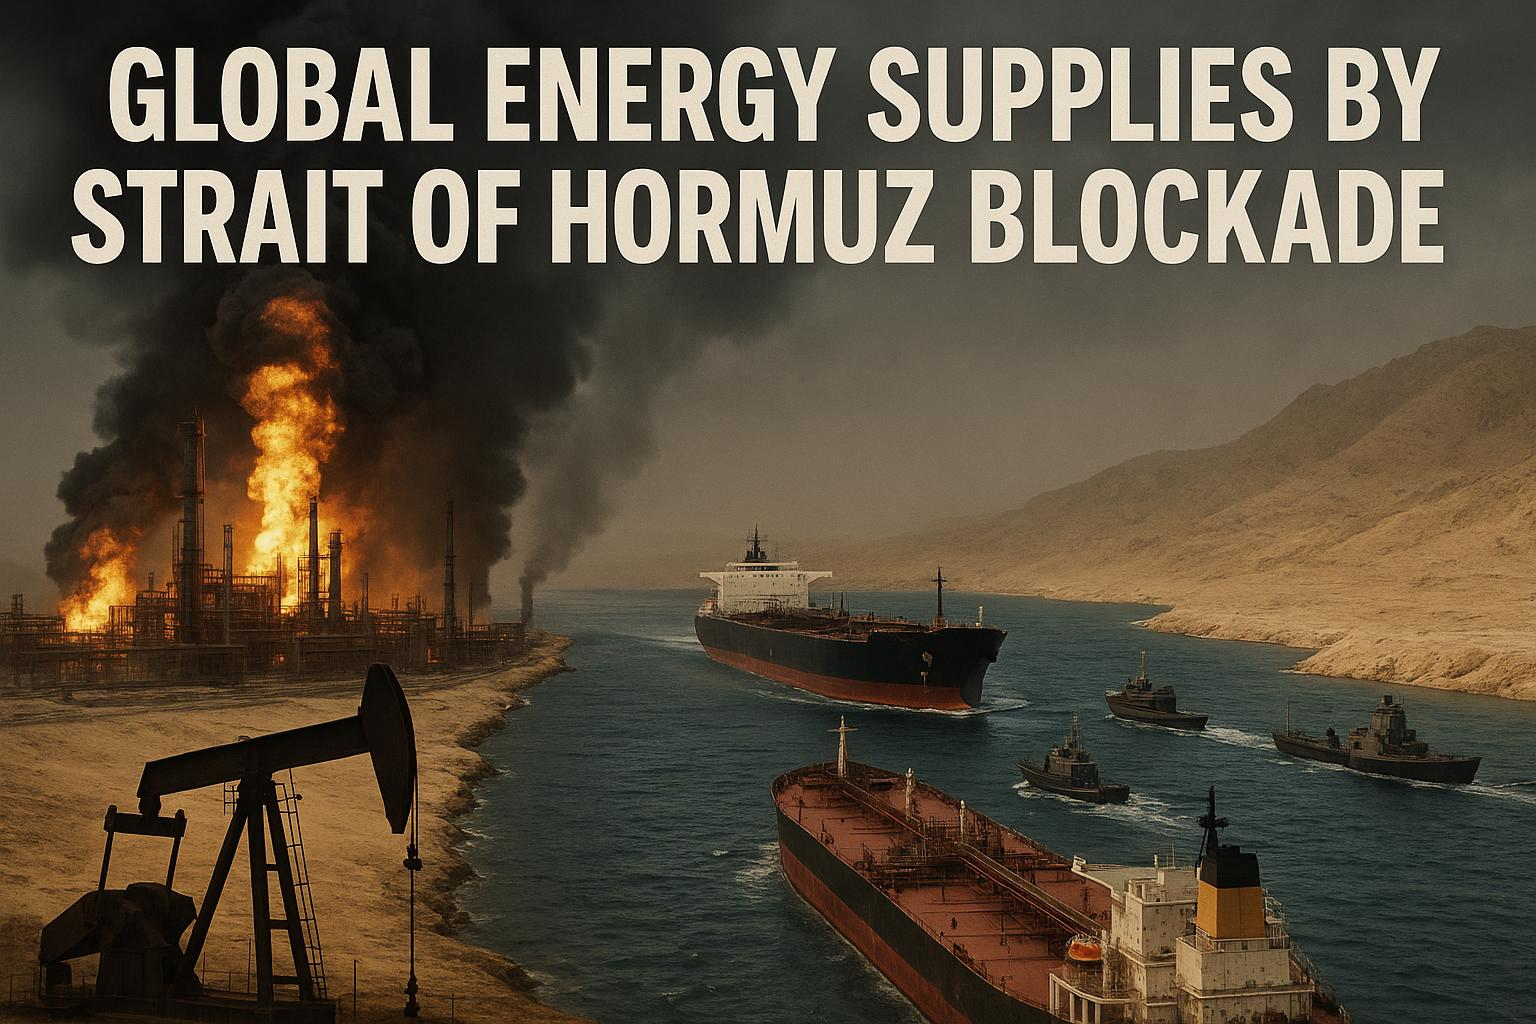 GLOBAL ENERGY SUPPLIES BY
STRAIT OF HORMUZ BLOCKADE